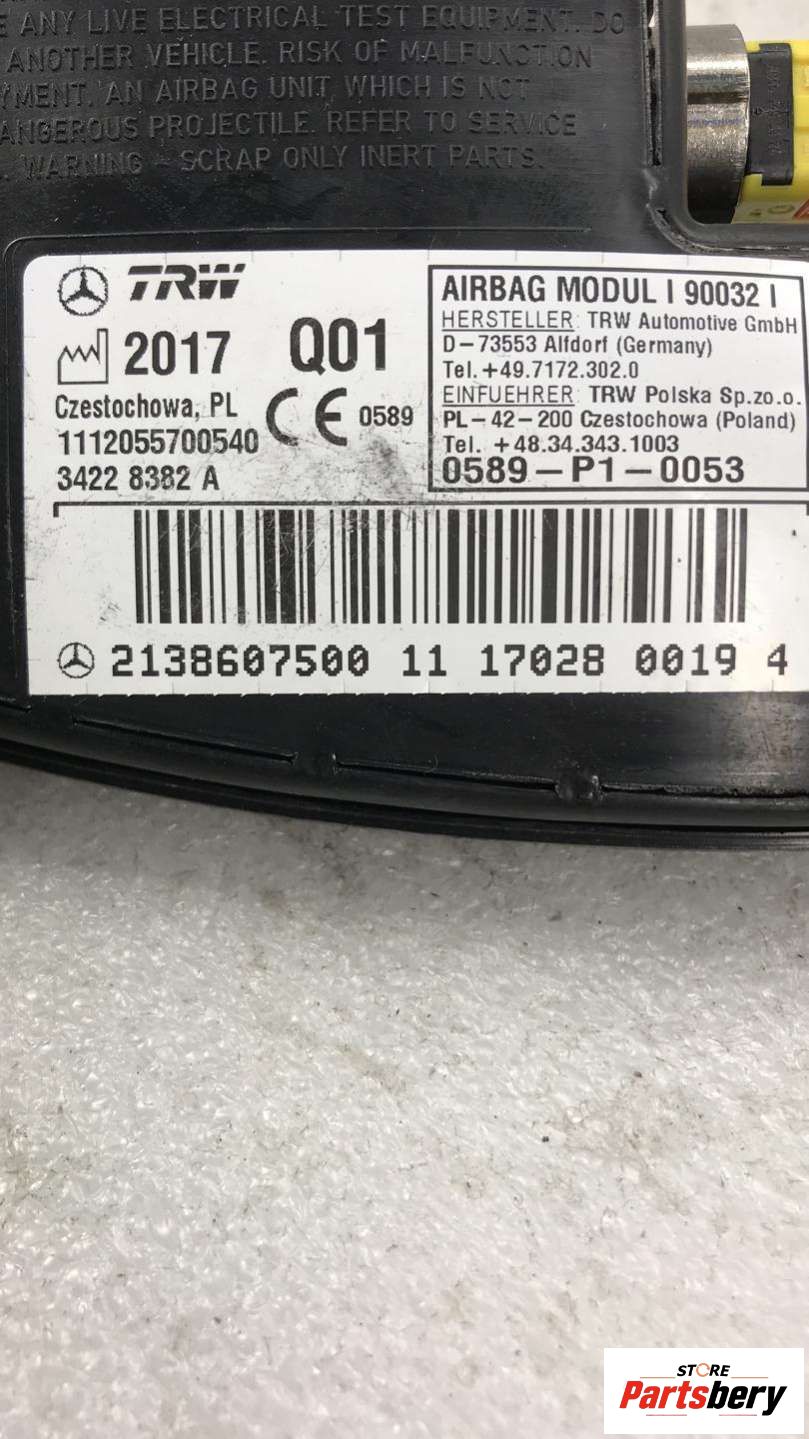 E ANY LIVE ELECTRICAL TEST EQUIPMENT. DO
ANOTHER VEHICLE. RISK OF MALFUNCTION
YMENT. AN AIRBAG UNIT WHICH IS NOT
ANGEROUS PROJECTILE. REFER TO SERVICE
. WARNING - SCRAP ONLY INERT PARTS.
TRW
2017 Q01
Czestochowa, PL
CE 0589
1112055700540
34228382 A
AIRBAG MODUL I 90032 I
HERSTELLER: TRW Automotive GmbH
D-73553 Alfdorf (Germany)
Tel. +49.7172.302.0
EINFUEHRER: TRW Polska Sp.zo.o.
PL-42-200 Czestochowa (Poland)
Tel. +48.34.343.1003
0589-P1-0053
2138607500 11 170280 0019 4
STORE
Partsbery